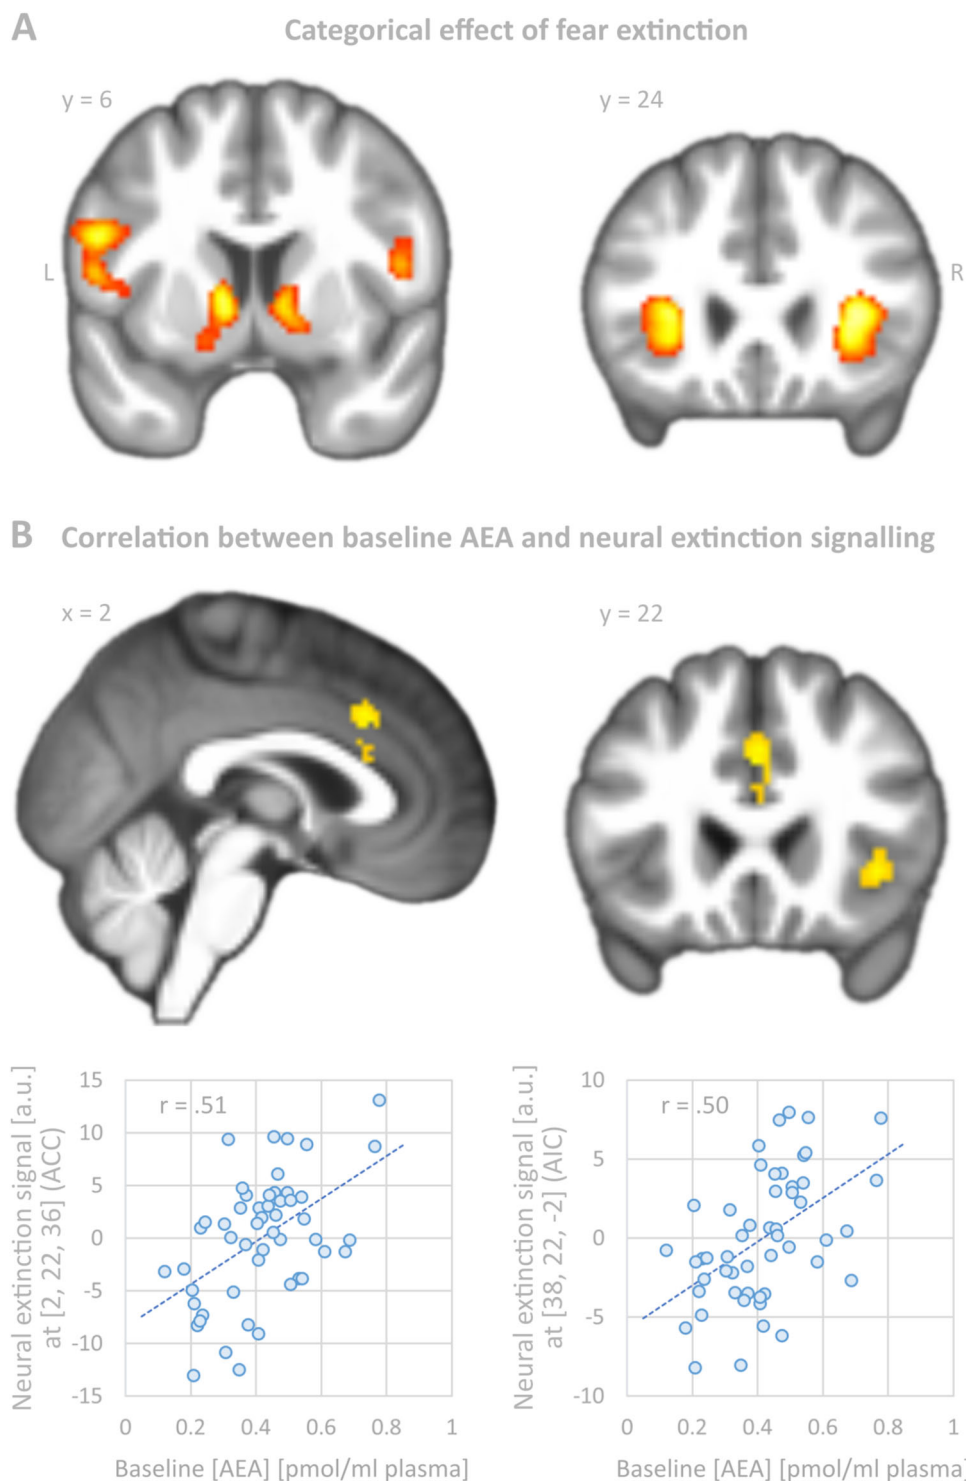 A Categorical effect of fear extinction
y = 6
y = 24
L
R
B Correlation between baseline AEA and neural extinction signalling
x = 2
y = 22
Neural extinction signal [a.u.]
at [2, 22, 36] (ACC)
15
10
5
0
-5
-10
-15
r = .51
0 0.2 0.4 0.6 0.8 1
Baseline [AEA] [pmol/ml plasma]
Neural extinction signal [a.u.]
at [38, 22, -2] (AIC)
10
5
0
-5
-10
r = .50
0 0.2 0.4 0.6 0.8 1
Baseline [AEA] [pmol/ml plasma]